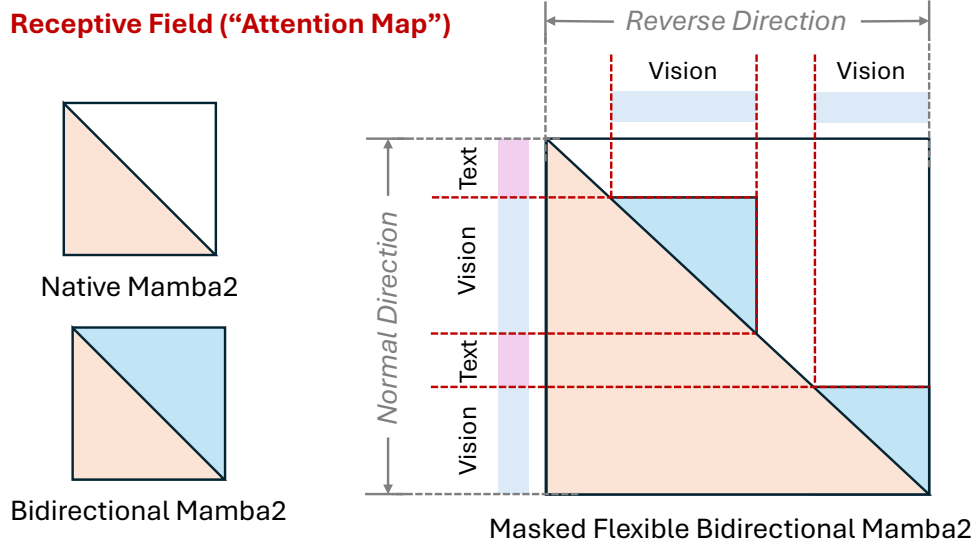 Receptive Field (“Attention Map”)
Reverse Direction
Vision
Vision
Native Mamba2
Bidirectional Mamba2
Normal Direction
Text
Vision
Text
Vision
Masked Flexible Bidirectional Mamba2